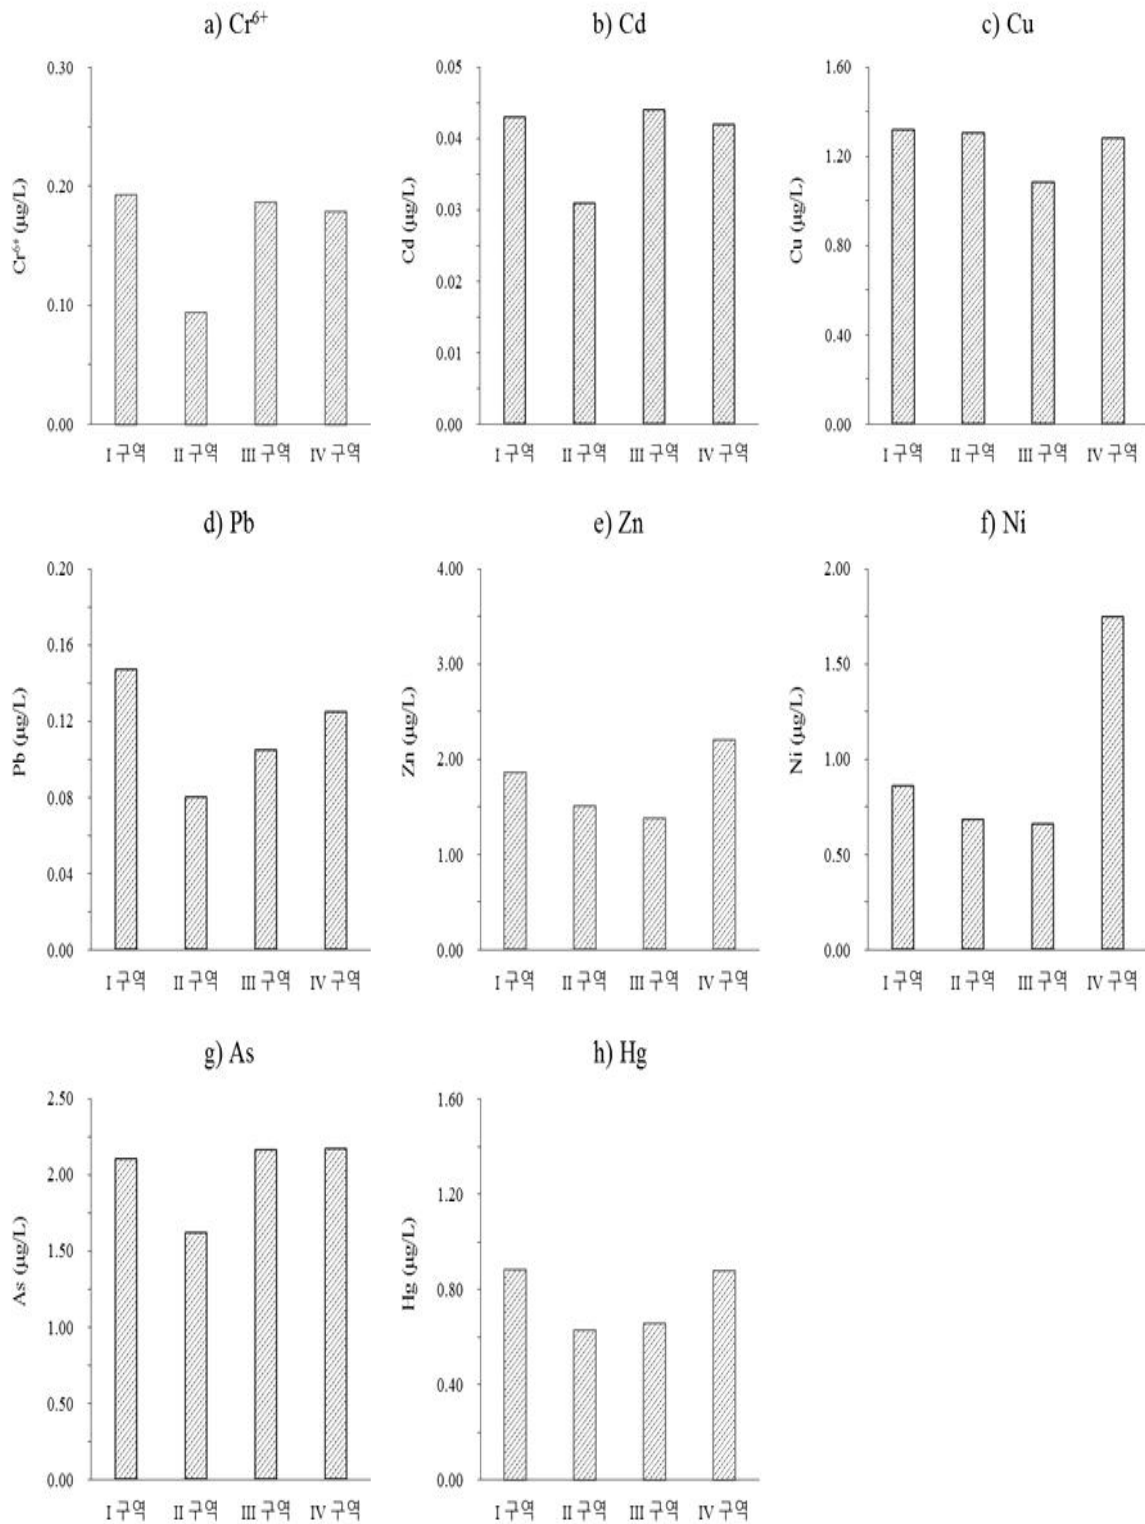 a) Cr⁶⁺
Cr⁶⁺ (µg/L)
0.30
0.20
0.10
0.00
I 구역 II 구역 III 구역 IV 구역
b) Cd
Cd (µg/L)
0.05
0.04
0.03
0.02
0.01
0.00
I 구역 II 구역 III 구역 IV 구역
c) Cu
Cu (µg/L)
1.60
1.20
0.80
0.40
0.00
I 구역 II 구역 III 구역 IV 구역
d) Pb
Pb (µg/L)
0.20
0.16
0.12
0.08
0.04
0.00
I 구역 II 구역 III 구역 IV 구역
e) Zn
Zn (µg/L)
4.00
3.00
2.00
1.00
0.00
I 구역 II 구역 III 구역 IV 구역
f) Ni
Ni (µg/L)
2.00
1.50
1.00
0.50
0.00
I 구역 II 구역 III 구역 IV 구역
g) As
As (µg/L)
2.50
2.00
1.50
1.00
0.50
0.00
I 구역 II 구역 III 구역 IV 구역
h) Hg
Hg (µg/L)
1.60
1.20
0.80
0.40
0.00
I 구역 II 구역 III 구역 IV 구역